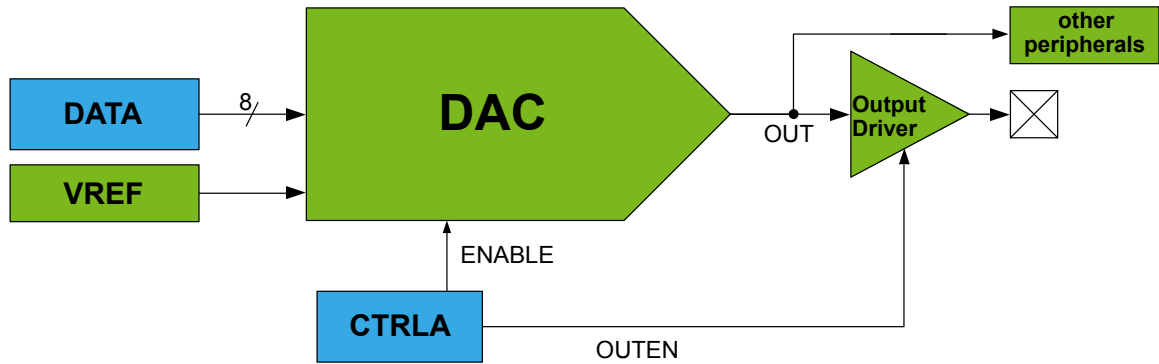 other
peripherals
8
DATA
DAC
Output
Driver
OUT
VREF
ENABLE
CTRLA
OUTEN